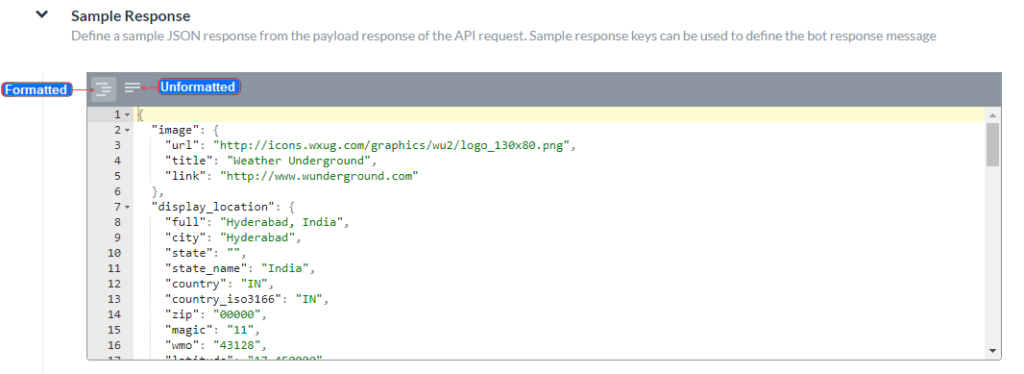 Sample Response
Define a sample JSON response from the payload response of the API request. Sample response keys can be used to define the bot response message
Formatted
Unformatted
1 {
2 "image": {
3 "url": "http://icons.wxug.com/graphics/wu2/logo_130x80.png",
4 "title": "Weather Underground",
5 "link": "http://www.wunderground.com"
6 },
7 "display_location": {
8 "full": "Hyderabad, India",
9 "city": "Hyderabad",
10 "state": "",
11 "state_name": "India",
12 "country": "IN",
13 "country_iso3166": "IN",
14 "zip": "00000",
15 "magic": "11",
16 "wmo": "43128",